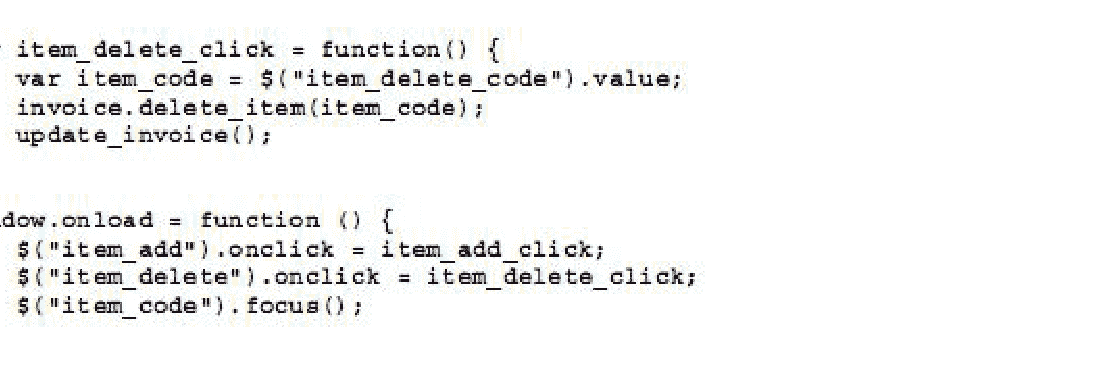 item_delete_click = function() {
var item_code = $("item_delete_code").value;
invoice.delete_item(item_code);
update_invoice();
dow.onload = function () {
$("item_add").onclick = item_add_click;
$("item_delete").onclick = item_delete_click;
$("item_code").focus();